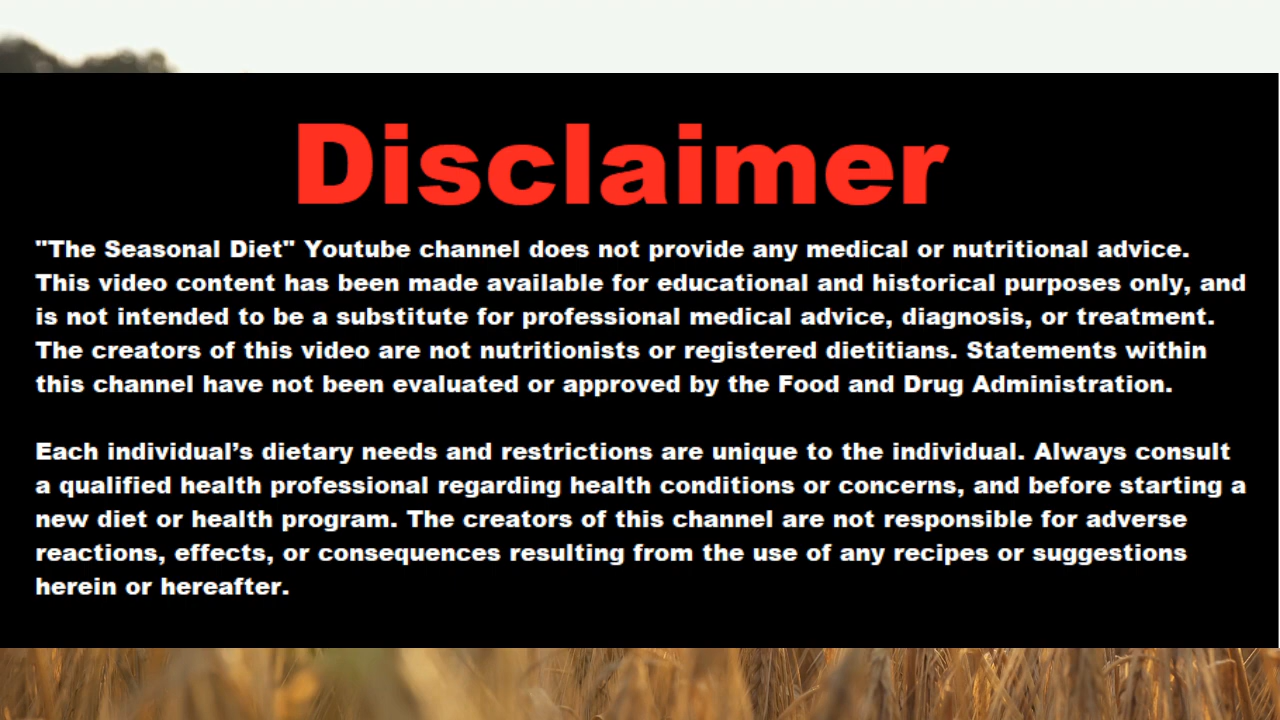 Disclaimer
"The Seasonal Diet" Youtube channel does not provide any medical or nutritional advice.
This video content has been made available for educational and historical purposes only, and
is not intended to be a substitute for professional medical advice, diagnosis, or treatment.
The creators of this video are not nutritionists or registered dietitians. Statements within
this channel have not been evaluated or approved by the Food and Drug Administration.
Each individual’s dietary needs and restrictions are unique to the individual. Always consult
a qualified health professional regarding health conditions or concerns, and before starting a
new diet or health program. The creators of this channel are not responsible for adverse
reactions, effects, or consequences resulting from the use of any recipes or suggestions
herein or hereafter.